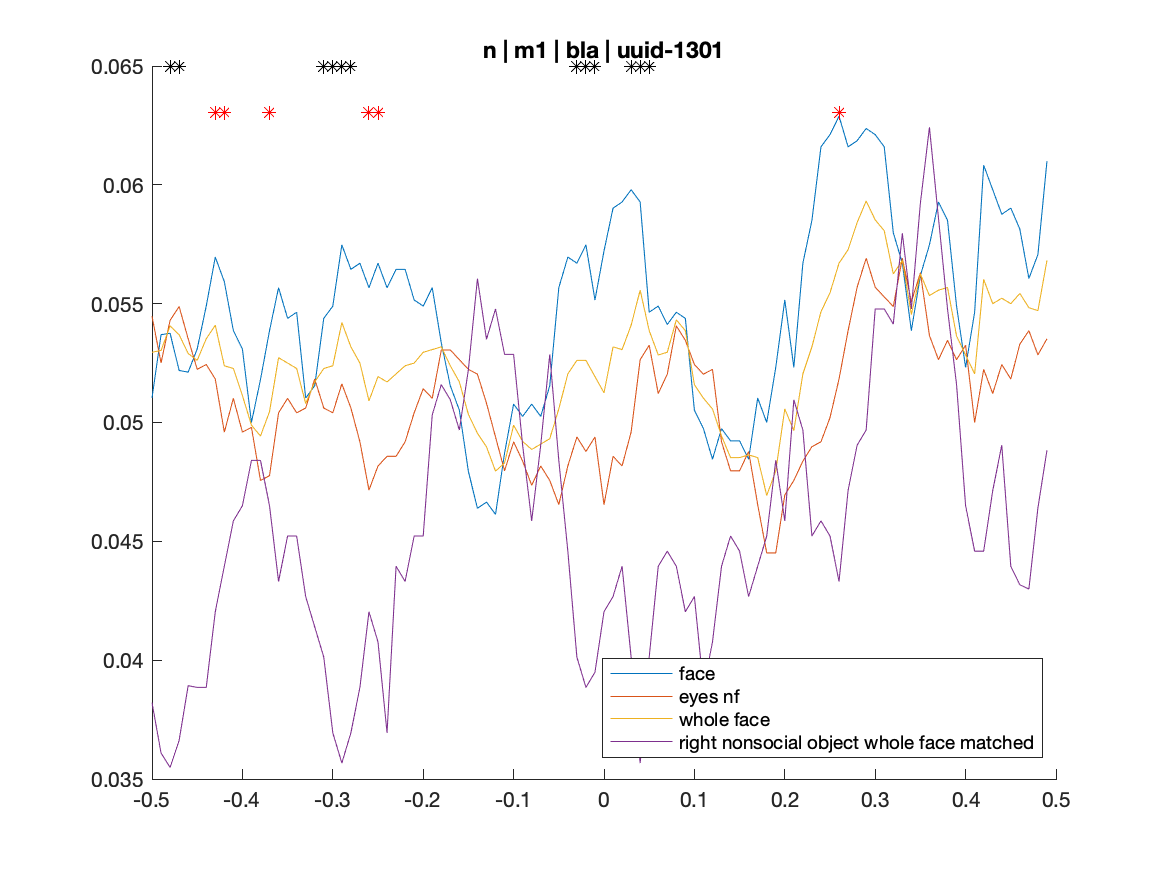 n | m1 | bla | uuid-1301
0.065
0.06
0.055
0.05
0.045
0.04
0.035
-0.5 -0.4 -0.3 -0.2 -0.1 0 0.1 0.2 0.3 0.4 0.5
face
eyes nf
whole face
right nonsocial object whole face matched